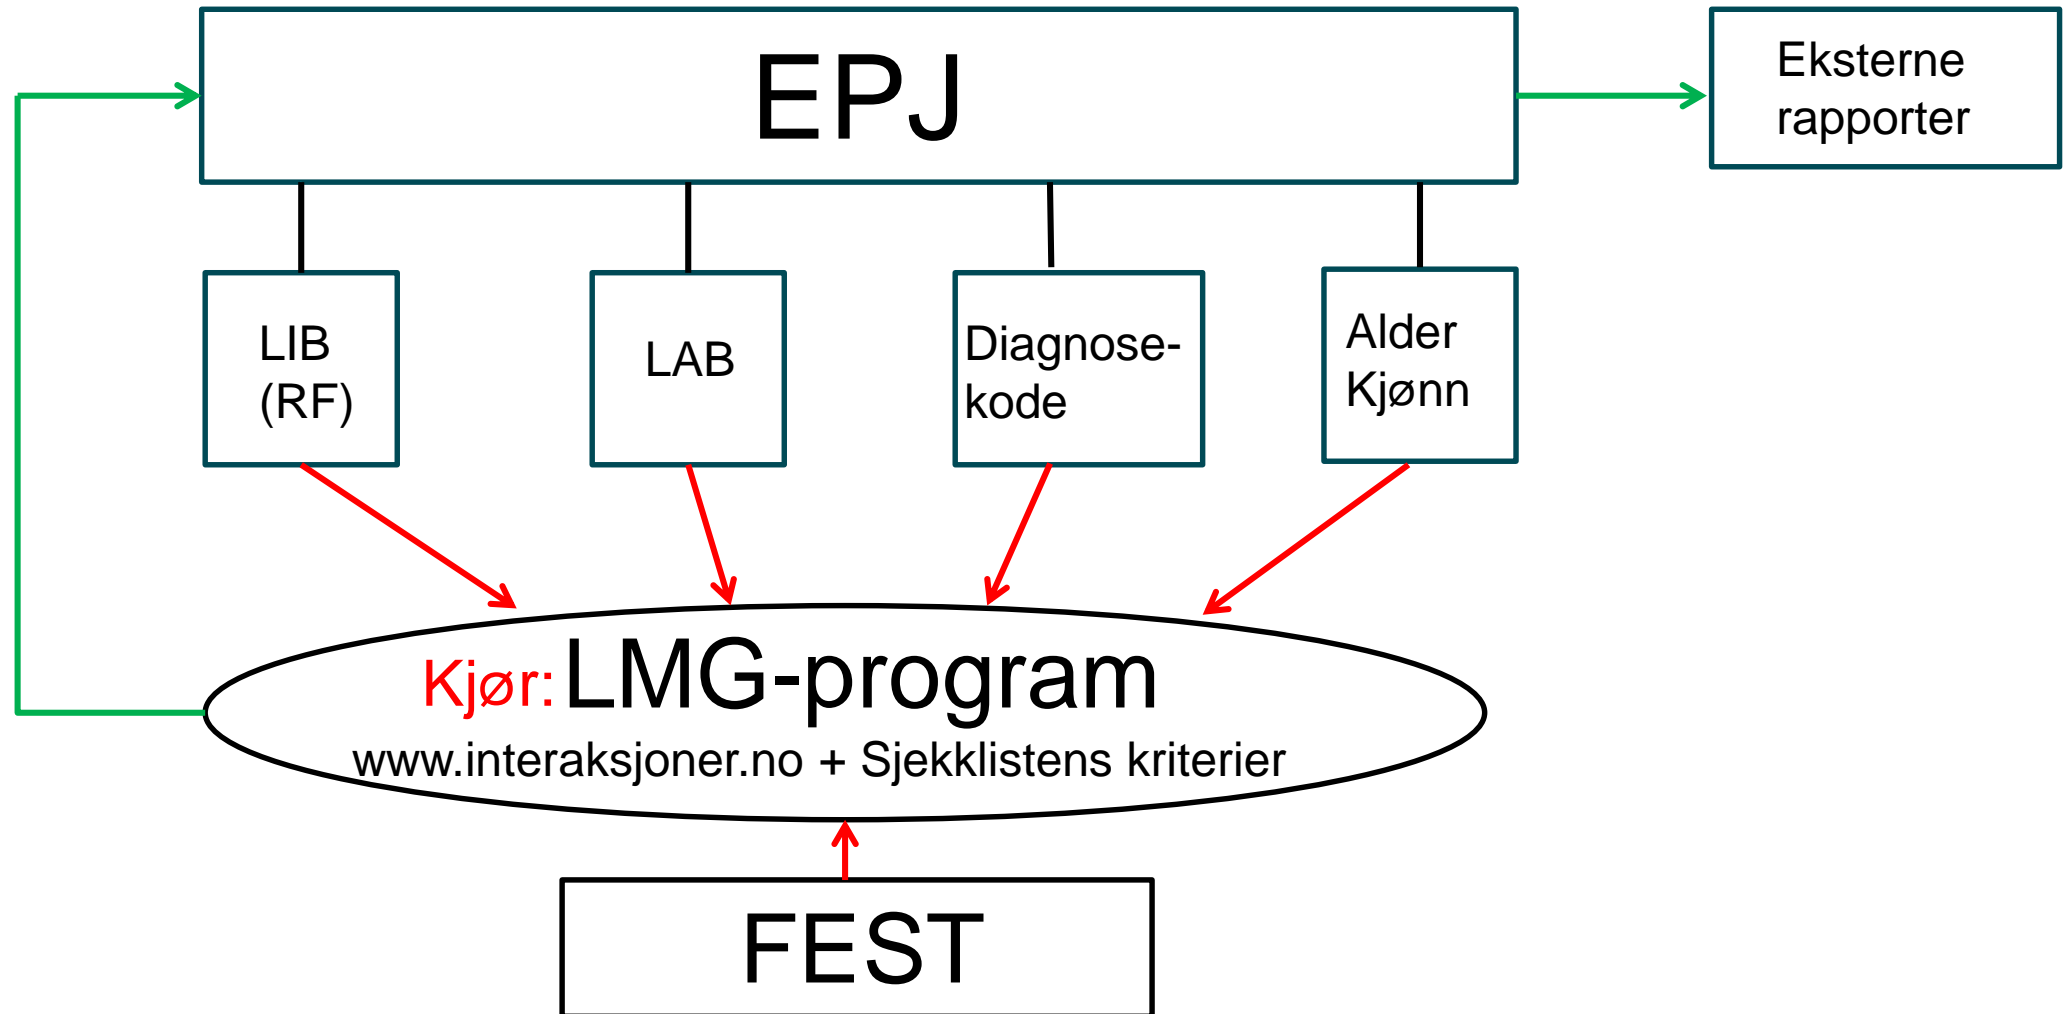 EPJ
Eksterne
rapporter
LIB
(RF)
LAB
Diagnose-
kode
Alder
Kjønn
Kjør: LMG-program
www.interaksjoner.no + Sjekklistens kriterier
FEST